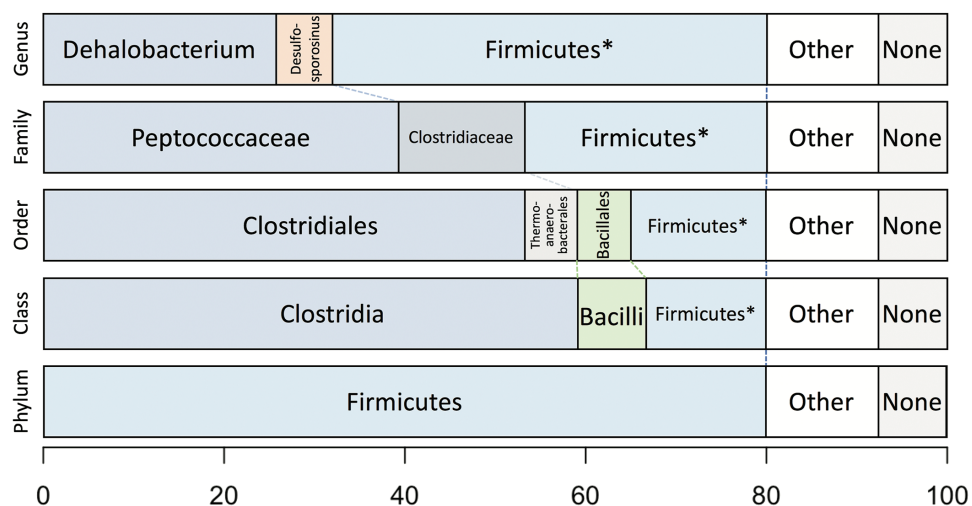 Genus
Dehalobacterium
Desulfo-
sporosinus
Firmicutes*
Other
None
Family
Peptococcaceae
Clostridiaceae
Firmicutes*
Other
None
Order
Clostridiales
Thermo-
anaero-
bacterales
Bacillales
Firmicutes*
Other
None
Class
Clostridia
Bacilli
Firmicutes*
Other
None
Phylum
Firmicutes
Other
None
0 20 40 60 80 100